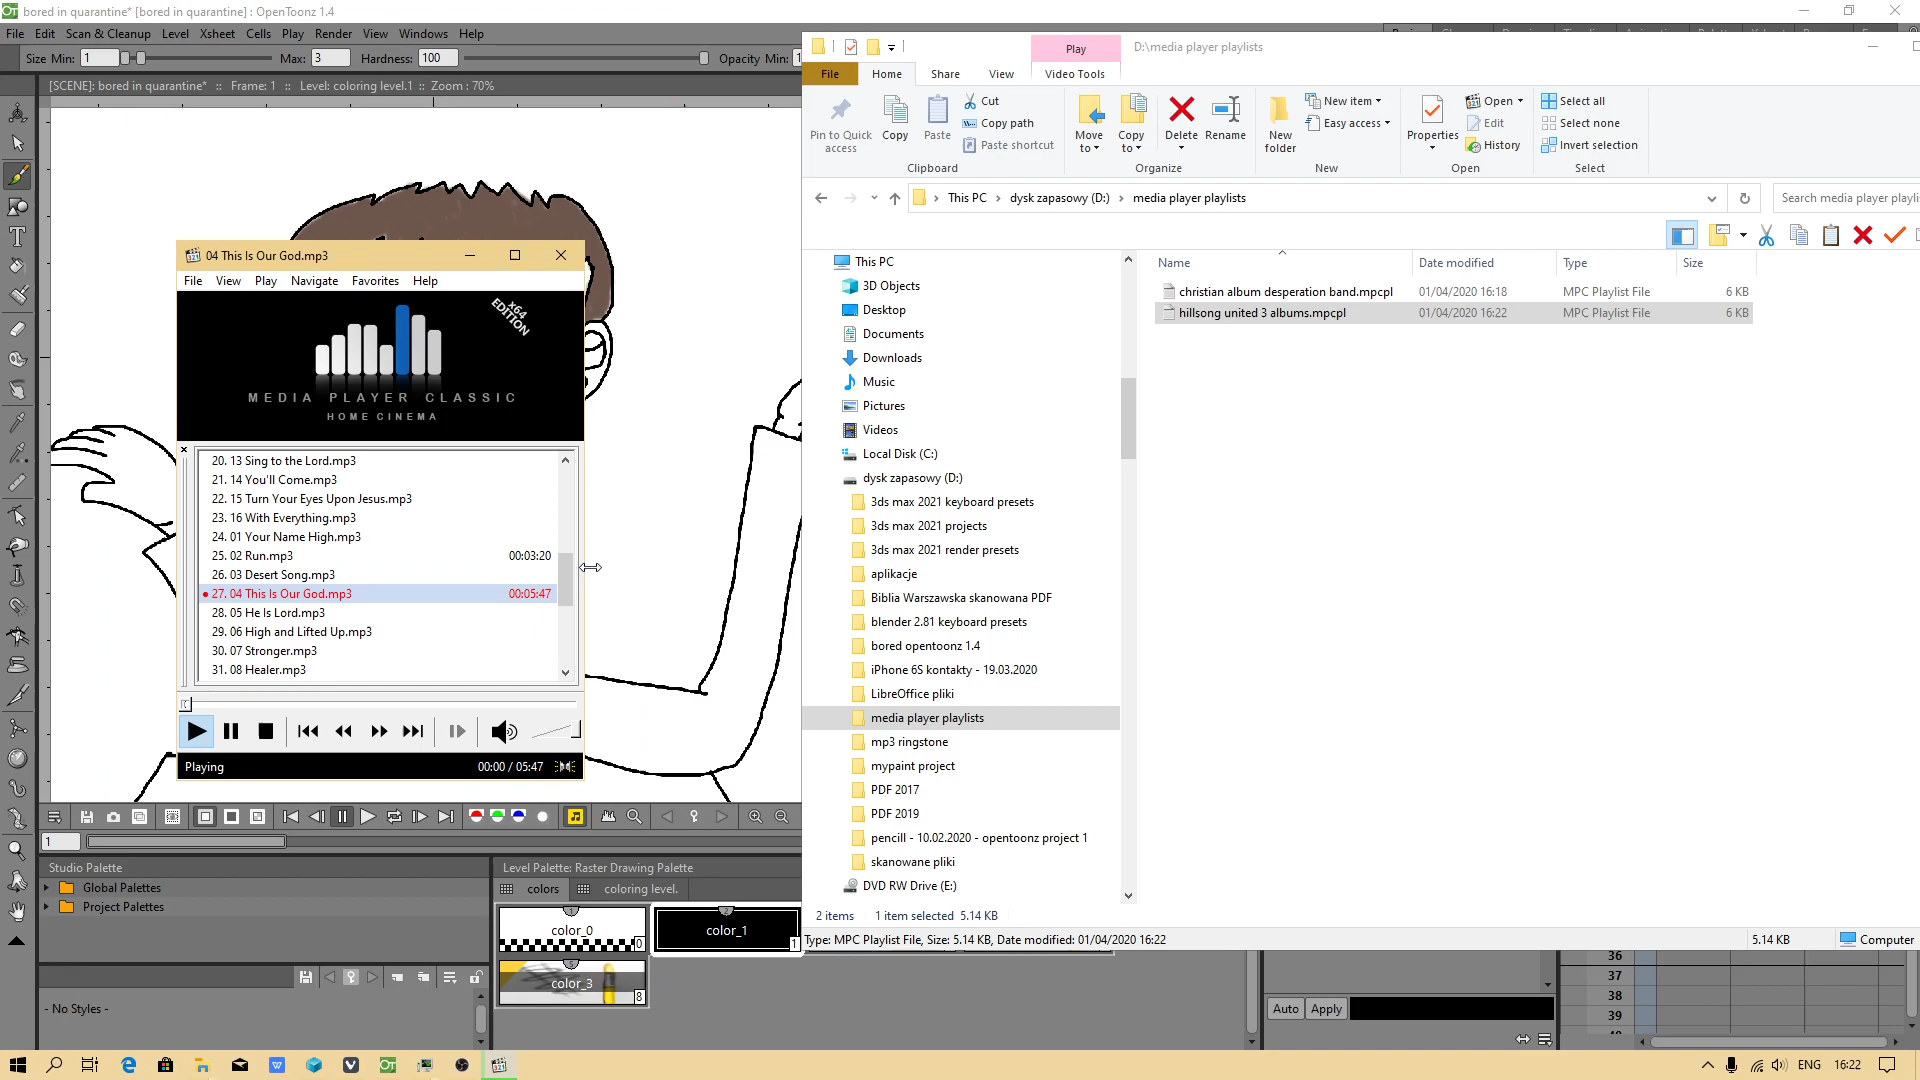 bored in quarantine* [bored in quarantine] : OpenToonz 1.4
File Edit Scan & Cleanup Level Xsheet Cells Play Render View Windows Help
Size Min: 1 Max: 3 Hardness: 100 Opacity Min:
[SCENE]: bored in quarantine* :: Frame: 1 :: Level: coloring level.1 :: Zoom : 70%
Play D:\media player playlists
File Home Share View Video Tools
Pin to Quick access
Copy
Paste
Cut
Copy path
Paste shortcut
Clipboard
Move to
Copy to
Delete
Rename
Organize
New folder
New item
Easy access
New
Properties
Open
Edit
History
Open
Select all
Select none
Invert selection
Select
This PC > dysk zapasowy (D:) > media player playlists
Search media player playli
This PC
3D Objects
Desktop
Documents
Downloads
Music
Pictures
Videos
Local Disk (C:)
dysk zapasowy (D:)
3ds max 2021 keyboard presets
3ds max 2021 projects
3ds max 2021 render presets
aplikacje
Biblia Warszawska skanowana PDF
blender 2.81 keyboard presets
bored opentoonz 1.4
iPhone 6S kontakty - 19.03.2020
LibreOffice pliki
media player playlists
mp3 ringstone
mypaint project
PDF 2017
PDF 2019
pencill - 10.02.2020 - opentoonz project 1
skanowane pliki
DVD RW Drive (E:)
Name Date modified Type Size
christian album desperation band.mpcpl 01/04/2020 16:18 MPC Playlist File 6 KB
hillsong united 3 albums.mpcpl 01/04/2020 16:22 MPC Playlist File 6 KB
2 items 1 item selected 5.14 KB
Type: MPC Playlist File, Size: 5.14 KB, Date modified: 01/04/2020 16:22 5.14 KB Computer
04 This Is Our God.mp3
File View Play Navigate Favorites Help
x64 EDITION
MEDIA PLAYER CLASSIC
HOME CINEMA
20. 13 Sing to the Lord.mp3
21. 14 You'll Come.mp3
22. 15 Turn Your Eyes Upon Jesus.mp3
23. 16 With Everything.mp3
24. 01 Your Name High.mp3
25. 02 Run.mp3 00:03:20
26. 03 Desert Song.mp3
27. 04 This Is Our God.mp3 00:05:47
28. 05 He Is Lord.mp3
29. 06 High and Lifted Up.mp3
30. 07 Stronger.mp3
31. 08 Healer.mp3
Playing 00:00 / 05:47
1
Studio Palette
Global Palettes
Project Palettes
- No Styles -
Level Palette: Raster Drawing Palette
colors coloring level.
color_0 0
color_1 1
color_3 8
Auto Apply
36
37
38
39
ENG 16:22